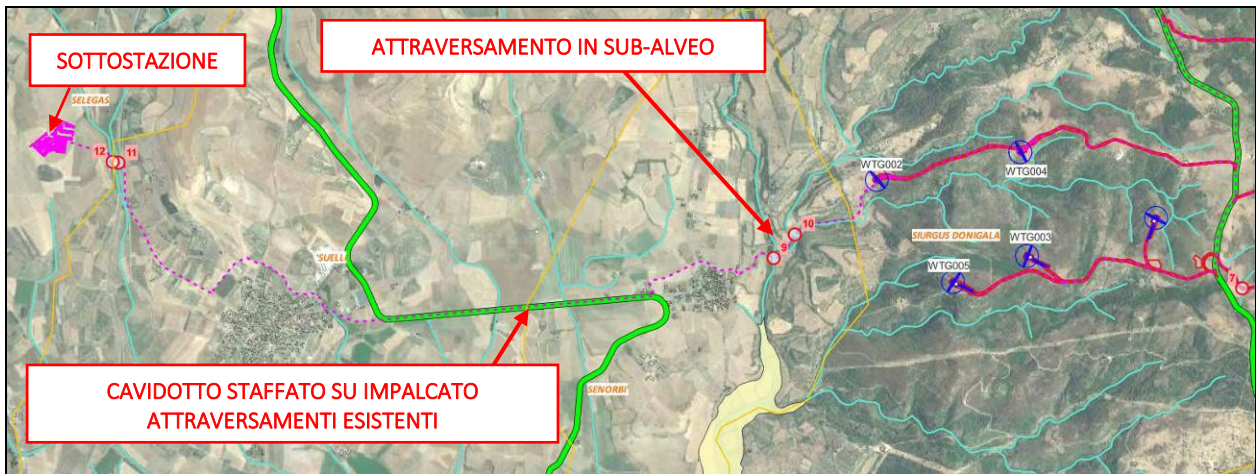 SOTTOSTAZIONE
ATTRAVERSAMENTO IN SUB-ALVEO
SELEGAS
12
11
WTG002
WTG004
10
9
SIURGUS DONIGALA
WTG003
WTG005
7
'SUELLI
CAVIDOTTO STAFFATO SU IMPALCATO
ATTRAVERSAMENTI ESISTENTI
SENORBI'